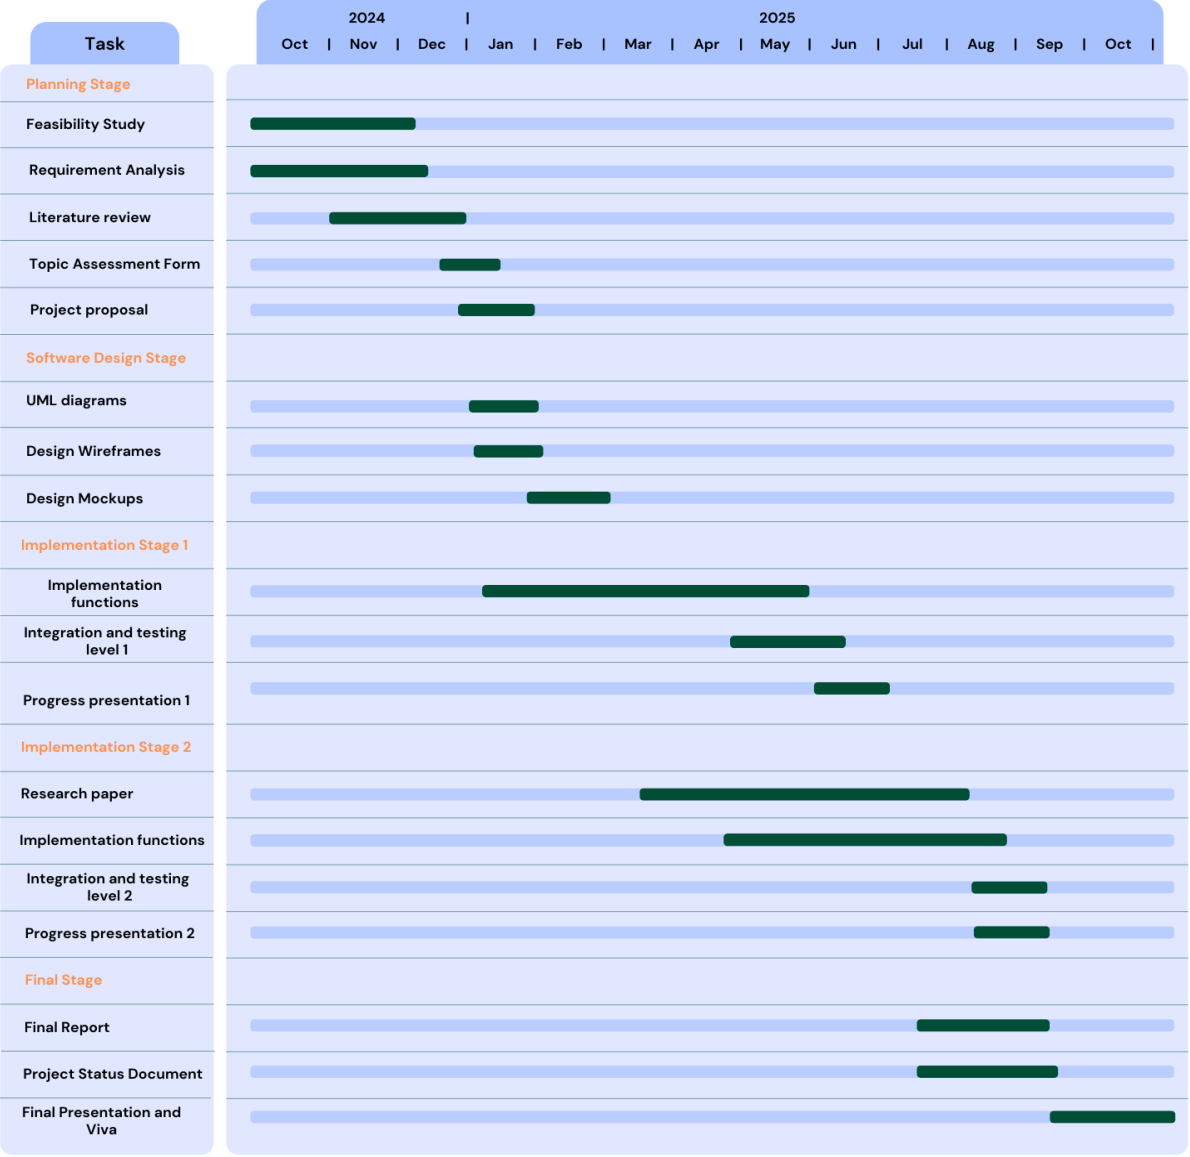 2024 | 2025
Task
Oct | Nov | Dec | Jan | Feb | Mar | Apr | May | Jun | Jul | Aug | Sep | Oct |
Planning Stage
Feasibility Study
Requirement Analysis
Literature review
Topic Assessment Form
Project proposal
Software Design Stage
UML diagrams
Design Wireframes
Design Mockups
Implementation Stage 1
Implementation
functions
Integration and testing
level 1
Progress presentation 1
Implementation Stage 2
Research paper
Implementation functions
Integration and testing
level 2
Progress presentation 2
Final Stage
Final Report
Project Status Document
Final Presentation and
Viva